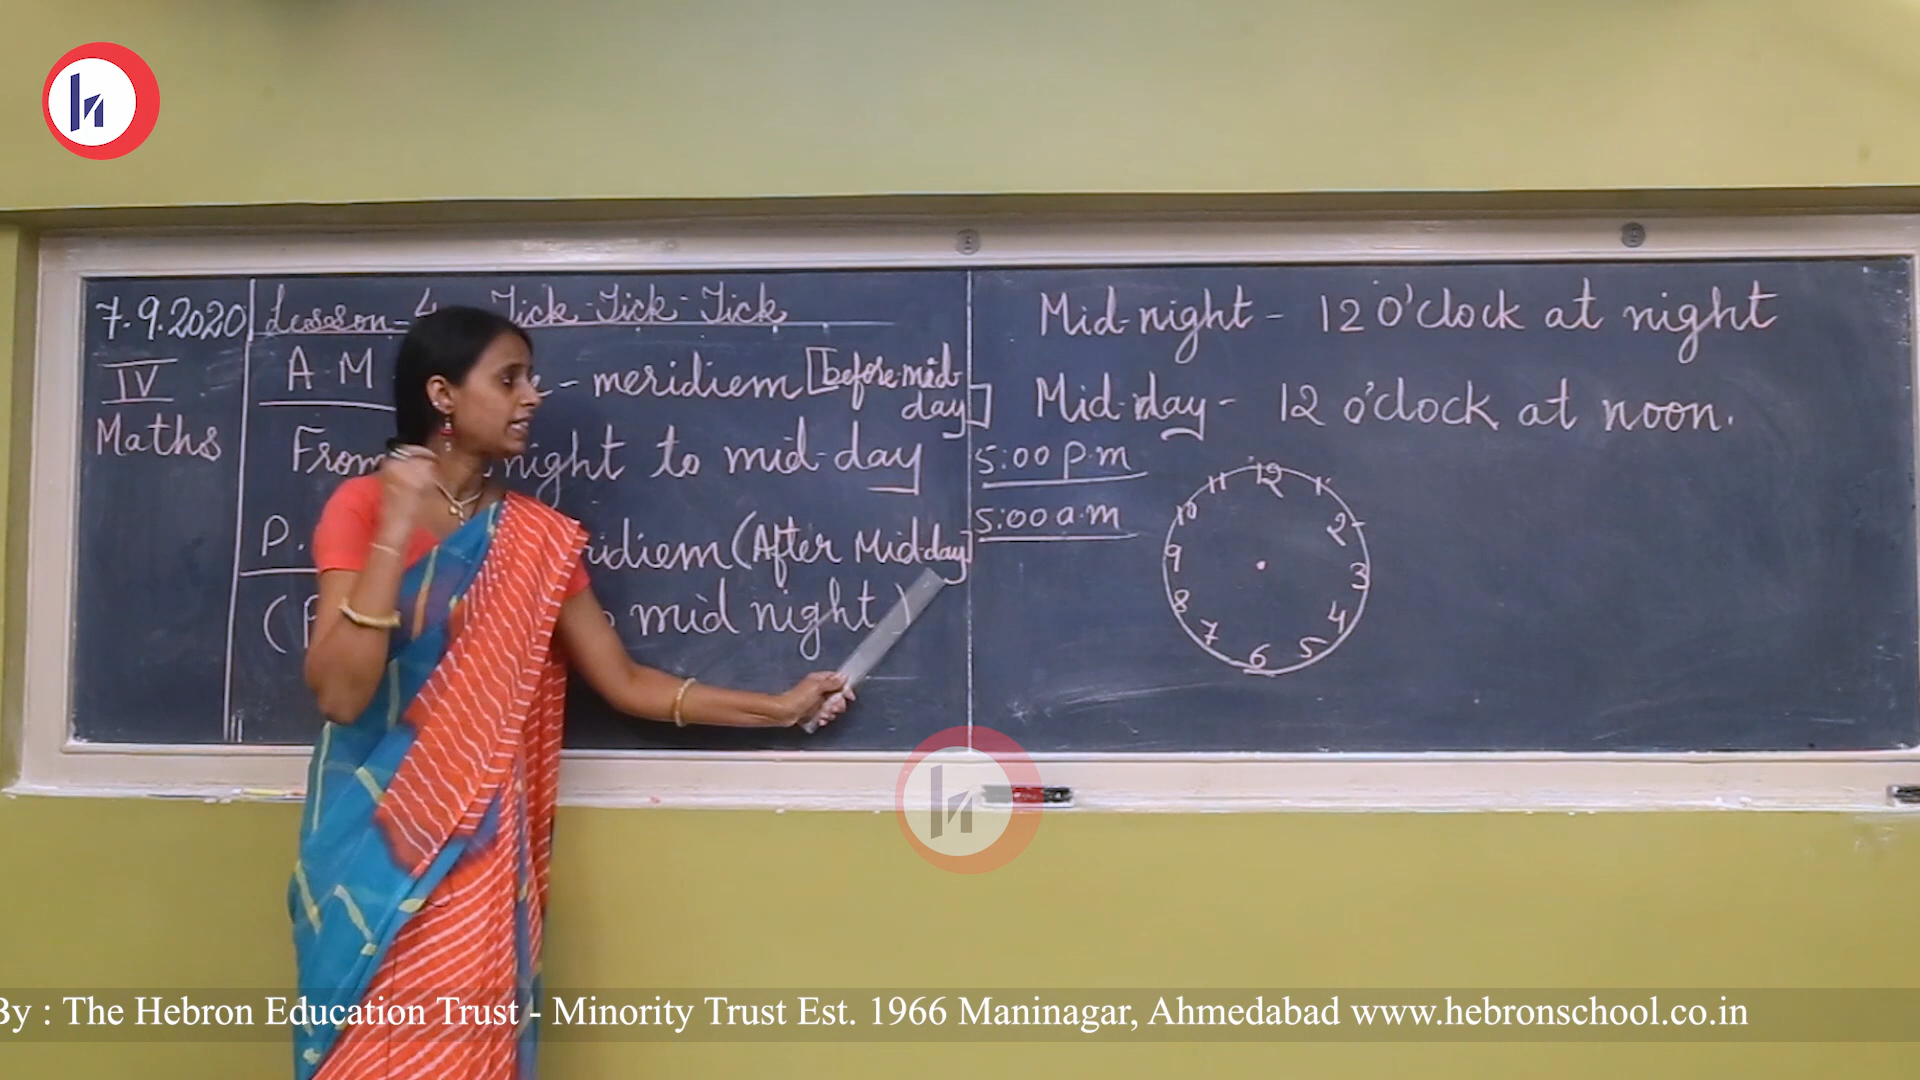 7.9.2020
IV
Maths
Lesson - 4 Tick-Tick-Tick
A.M - meridiem [before mid-
day]
From night to mid-day
P. (After Mid-day]
( mid night )
Mid-night - 12 O'clock at night
Mid-day - 12 o'clock at noon.
5:00 p.m
5:00 a.m
12
11
1
10
2
9
3
8
4
7
5
6
By : The Hebron Education Trust - Minority Trust Est. 1966 Maninagar, Ahmedabad www.hebronschool.co.in